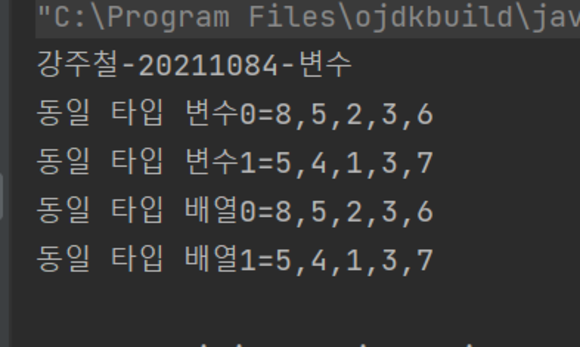 "C:\Program Files\ojdkbuild\jav
강주철-20211084-변수
동일 타입 변수0=8,5,2,3,6
동일 타입 변수1=5,4,1,3,7
동일 타입 배열0=8,5,2,3,6
동일 타입 배열1=5,4,1,3,7